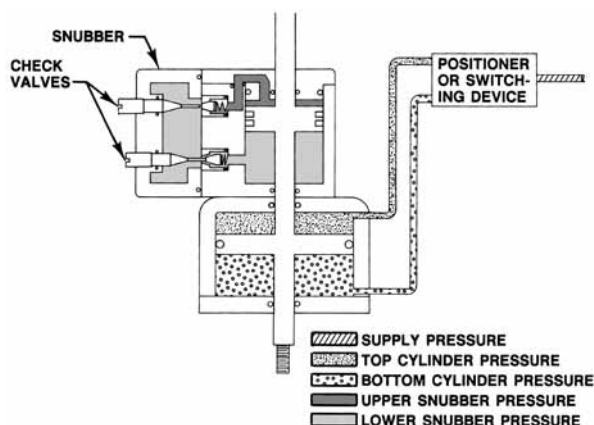 SNUBBER
CHECK
VALVES
POSITIONER
OR SWITCH-
ING DEVICE
SUPPLY PRESSURE
TOP CYLINDER PRESSURE
BOTTOM CYLINDER PRESSURE
UPPER SNUBBER PRESSURE
LOWER SNUBBER PRESSURE